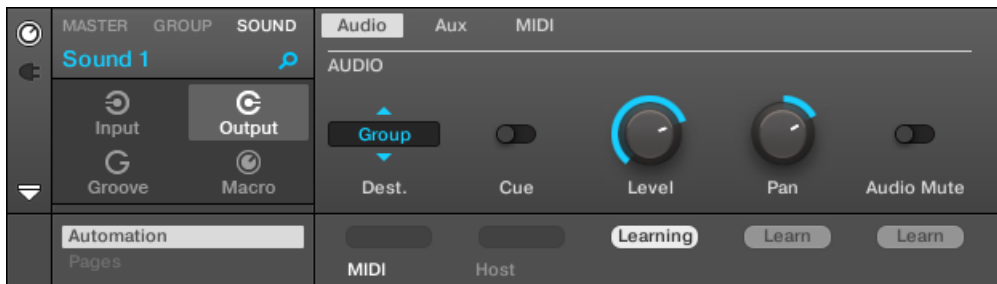 MASTER GROUP SOUND
Sound 1
Input Output
Groove Macro
Automation
Pages
Audio Aux MIDI
AUDIO
Group
Dest. Cue Level Pan Audio Mute
Learning Learn Learn
MIDI Host